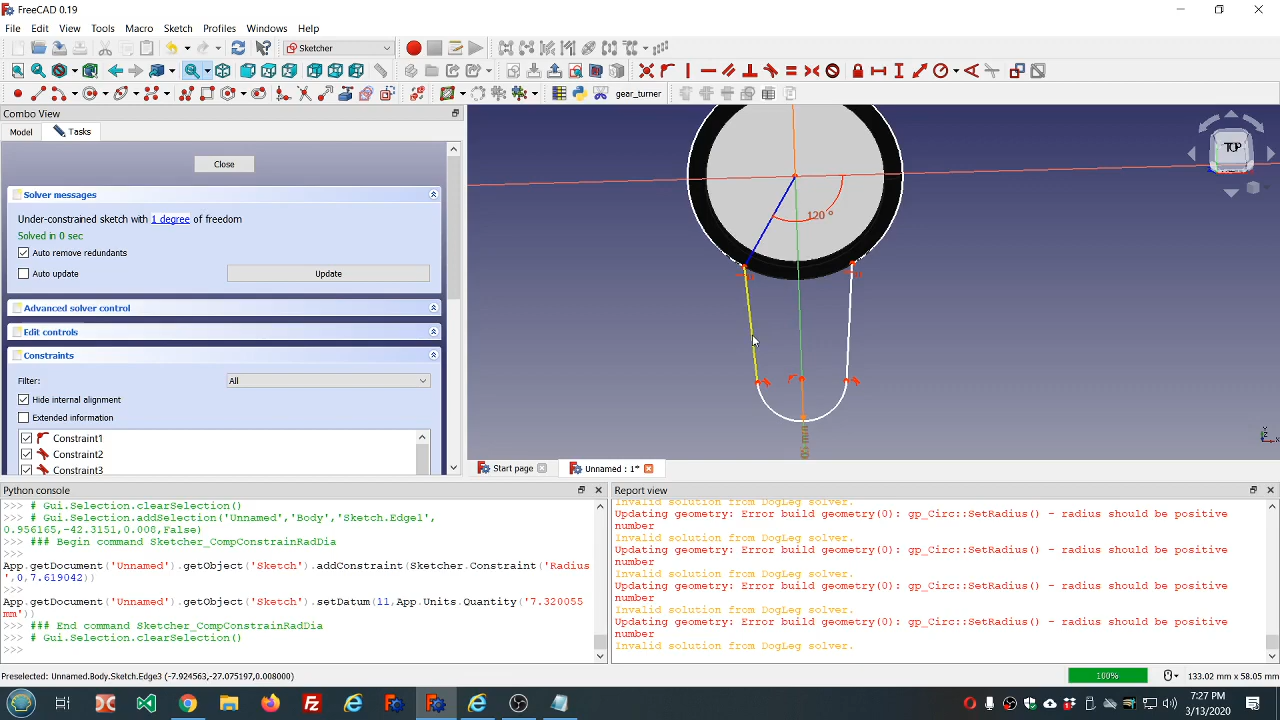 FreeCAD 0.19
File Edit View Tools Macro Sketch Profiles Windows Help
Sketcher
gear_turner
Combo View
Model Tasks
Close
Solver messages
Under-constrained sketch with 1 degree of freedom
Solved in 0 sec
Auto remove redundants
Auto update Update
Advanced solver control
Edit controls
Constraints
Filter: All
Hide internal alignment
Extended information
Constraint1
Constraint2
Constraint3
120 °
TOP
Start page Unnamed : 1*
Python console
>>> # Gui.Selection.clearSelection()
>>> # Gui.Selection.addSelection('Unnamed','Body','Sketch.Edge1',
0.956165,-42.3151,0.008,False)
>>> ### Begin command Sketcher_CompConstrainRadDia
>>>
App.getDocument('Unnamed').getObject('Sketch').addConstraint(Sketcher.Constraint('Radius
',0,7.619042))
>>>
App.getDocument('Unnamed').getObject('Sketch').setDatum(11,App.Units.Quantity('7.320055
mm'))
>>> ### End command Sketcher_CompConstrainRadDia
>>> # Gui.Selection.clearSelection()
>>>
Report view
Invalid solution from DogLeg solver.
Updating geometry: Error build geometry(0): gp_Circ::SetRadius() - radius should be positive
number
Invalid solution from DogLeg solver.
Updating geometry: Error build geometry(0): gp_Circ::SetRadius() - radius should be positive
number
Invalid solution from DogLeg solver.
Updating geometry: Error build geometry(0): gp_Circ::SetRadius() - radius should be positive
number
Invalid solution from DogLeg solver.
Updating geometry: Error build geometry(0): gp_Circ::SetRadius() - radius should be positive
number
Invalid solution from DogLeg solver.
Preselected: Unnamed.Body.Sketch.Edge3 (-7.924563,-27.075197,0.008000)
100%
133.02 mm x 58.05 mm
7:27 PM
3/13/2020